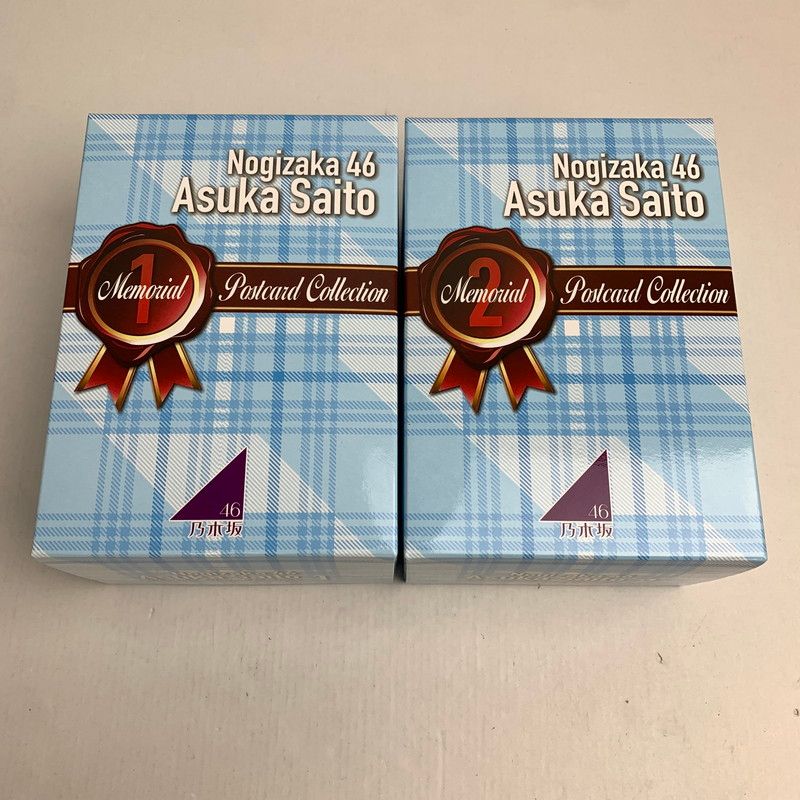 Nogizaka 46
Asuka Saito
1
Memorial
Postcard Collection
46
乃木坂
Nogizaka 46
Asuka Saito
2
Memorial
Postcard Collection
46
乃木坂